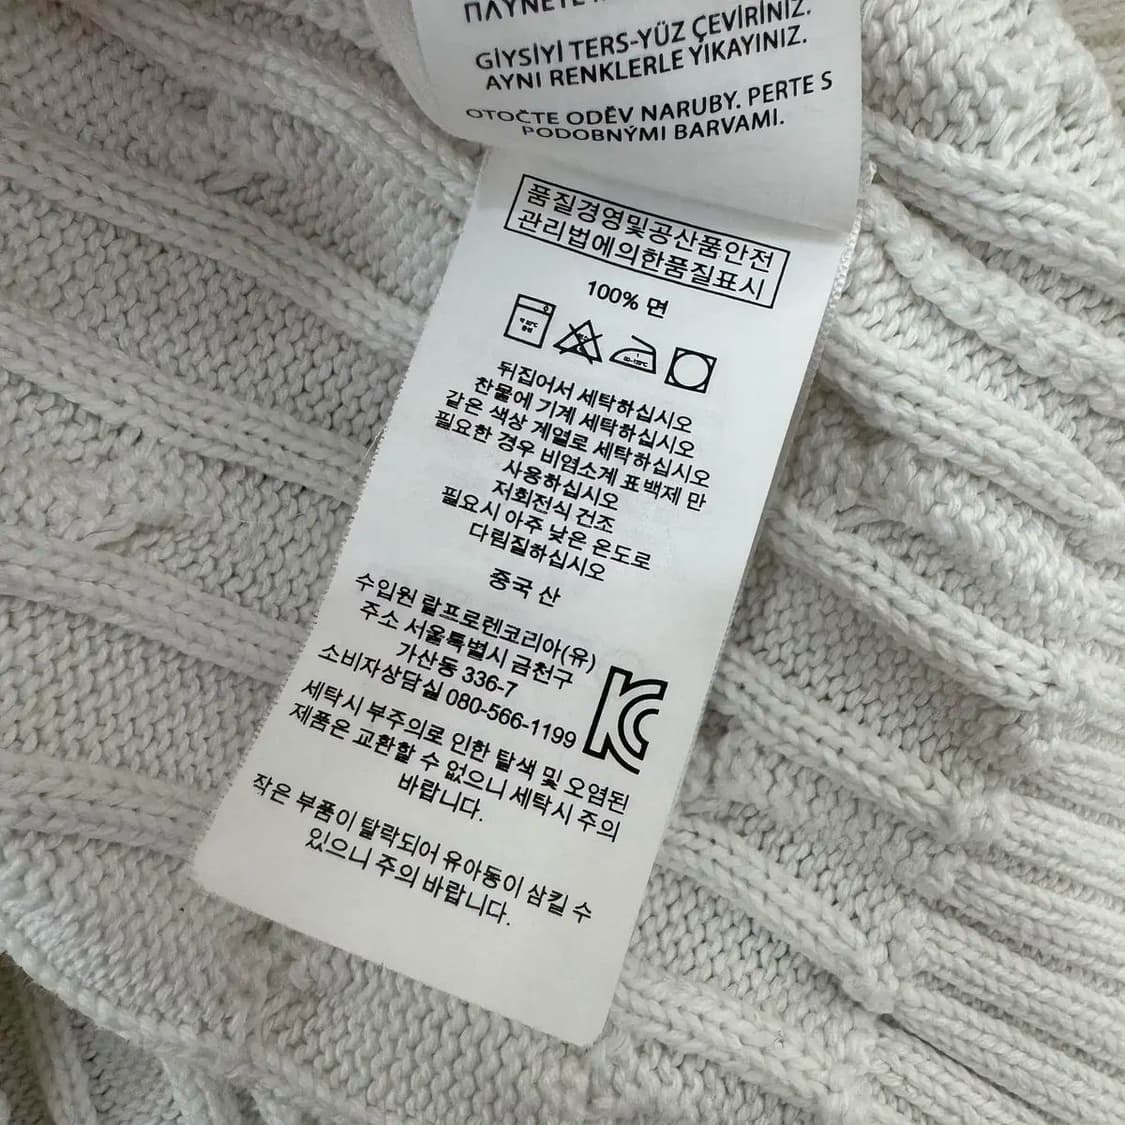 ΠΛΥΝΕΤΕ
GİYSİYİ TERS-YÜZ ÇEVİRİNİZ.
AYNI RENKLERLE YIKAYINIZ.
OTOČTE ODĚV NARUBY. PERTE S
PODOBNÝMI BARVAMI.
품질경영및공산품안전
관리법에의한품질표시
100% 면
뒤집어서 세탁하십시오
찬물에 기계 세탁하십시오
같은 색상 계열로 세탁하십시오
필요한 경우 비염소계 표백제 만
사용하십시오
저회전식 건조
필요시 아주 낮은 온도로
다림질하십시오
중국 산
수입원 랄프로렌코리아(유)
주소 서울특별시 금천구
가산동 336-7
소비자상담실 080-566-1199
세탁시 부주의로 인한 탈색 및 오염된
제품은 교환할 수 없으니 세탁시 주의
바랍니다.
작은 부품이 탈락되어 유아동이 삼킬 수
있으니 주의 바랍니다.